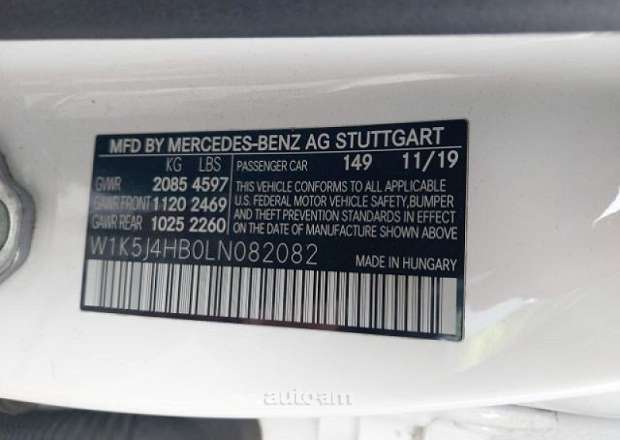 MFD BY MERCEDES-BENZ AG STUTTGART
KG LBS
GVWR 2085 4597
GAWR FRONT 1120 2469
GAWR REAR 1025 2260
PASSENGER CAR 149 11/19
THIS VEHICLE CONFORMS TO ALL APPLICABLE
U.S. FEDERAL MOTOR VEHICLE SAFETY,BUMPER
AND THEFT PREVENTION STANDARDS IN EFFECT
ON THE DATE OF MANUFACTURE SHOWN ABOVE
W1K5J4HB0LN082082
MADE IN HUNGARY
auto.am